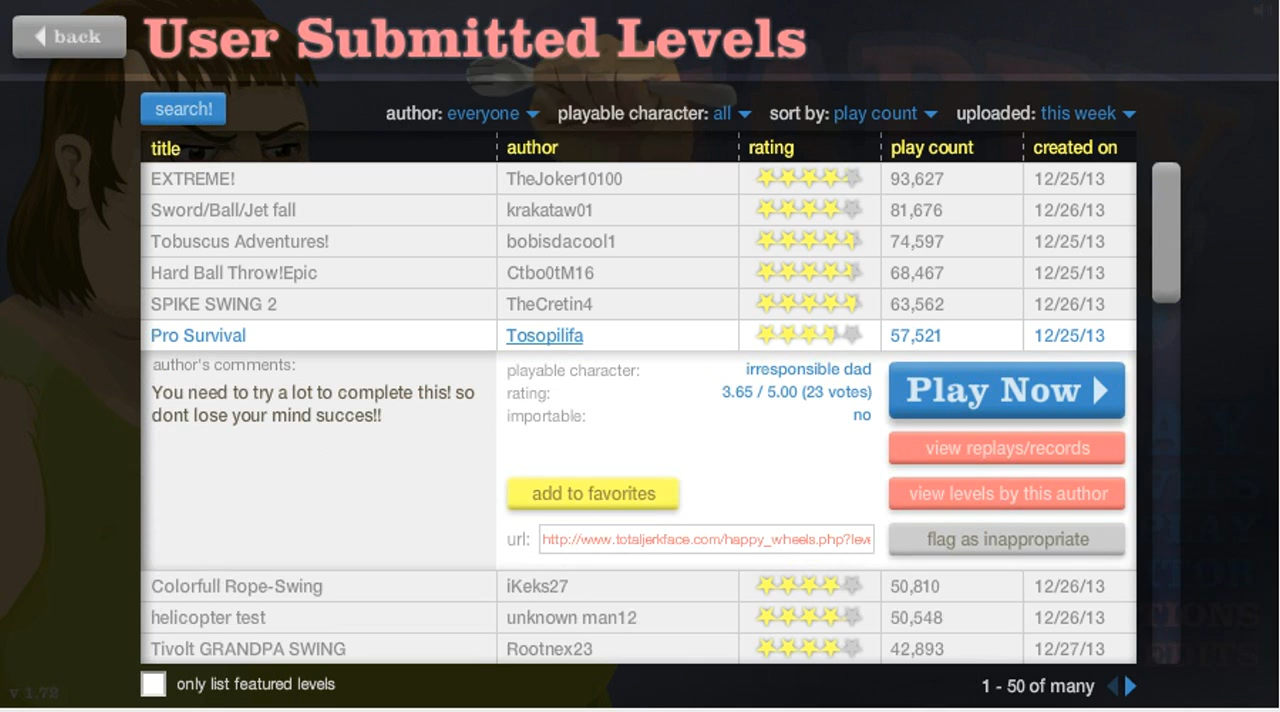 back
User Submitted Levels
search!
author: everyone playable character: all sort by: play count uploaded: this week
title author rating play count created on
EXTREME! TheJoker10100 93,627 12/25/13
Sword/Ball/Jet fall krakataw01 81,676 12/26/13
Tobuscus Adventures! bobisdacool1 74,597 12/25/13
Hard Ball Throw!Epic Ctbo0tM16 68,467 12/25/13
SPIKE SWING 2 TheCretin4 63,562 12/26/13
Pro Survival Tosopilifa 57,521 12/25/13
author's comments:
You need to try a lot to complete this! so
dont lose your mind succes!!
playable character: irresponsible dad
rating: 3.65 / 5.00 (23 votes)
importable: no
add to favorites
url: http://www.totaljerkface.com/happy_wheels.php?leve
Play Now
view replays/records
view levels by this author
flag as inappropriate
Colorfull Rope-Swing iKeks27 50,810 12/26/13
helicopter test unknown man12 50,548 12/26/13
Tivolt GRANDPA SWING Rootnex23 42,893 12/27/13
only list featured levels
1 - 50 of many
v 1.72